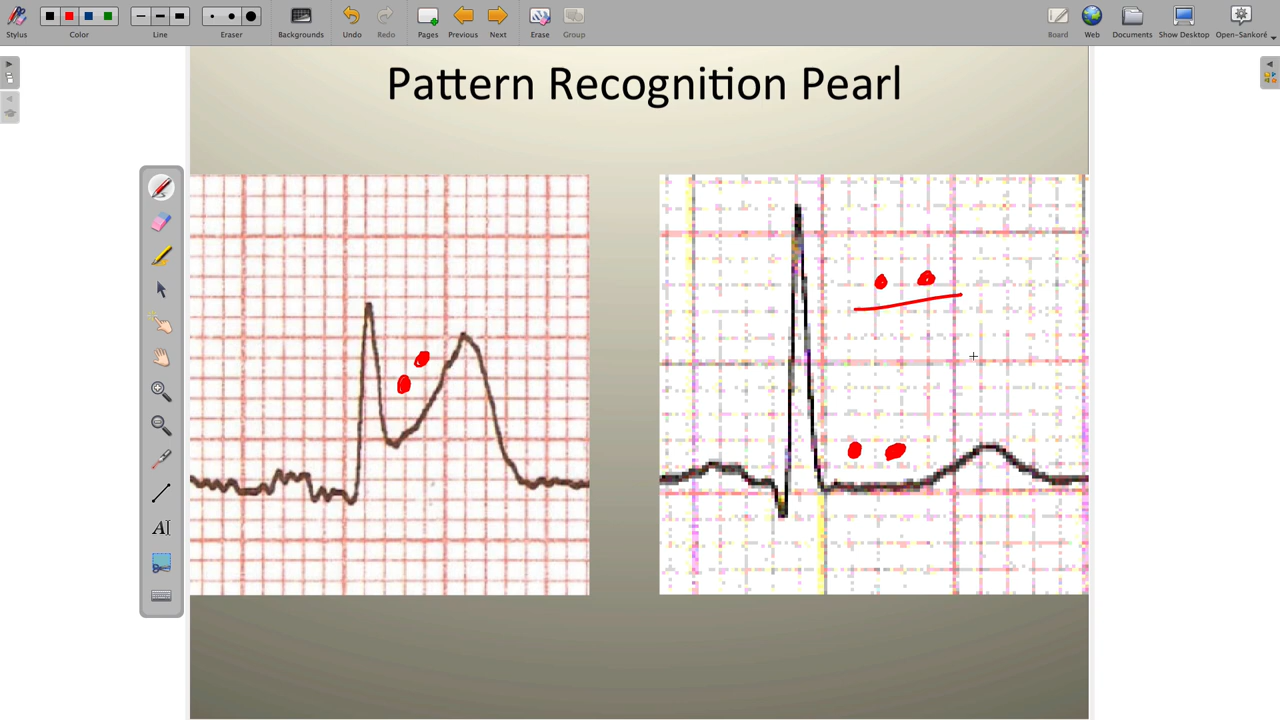 Stylus
Color
Line
Eraser
Backgrounds
Undo
Redo
Pages
Previous
Next
Erase
Group
Board
Web
Documents
Show Desktop
Open-Sankoré
Pattern Recognition Pearl
AI